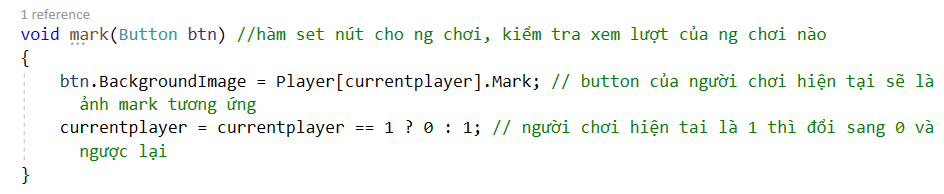 1 reference
void mark(Button btn) //hàm set nút cho ng chơi, kiểm tra xem lượt của ng chơi nào
{
btn.BackgroundImage = Player[currentplayer].Mark; // button của người chơi hiện tại sẽ là
ảnh mark tương ứng
currentplayer = currentplayer == 1 ? 0 : 1; // người chơi hiện tai là 1 thì đổi sang 0 và
ngược lại
}